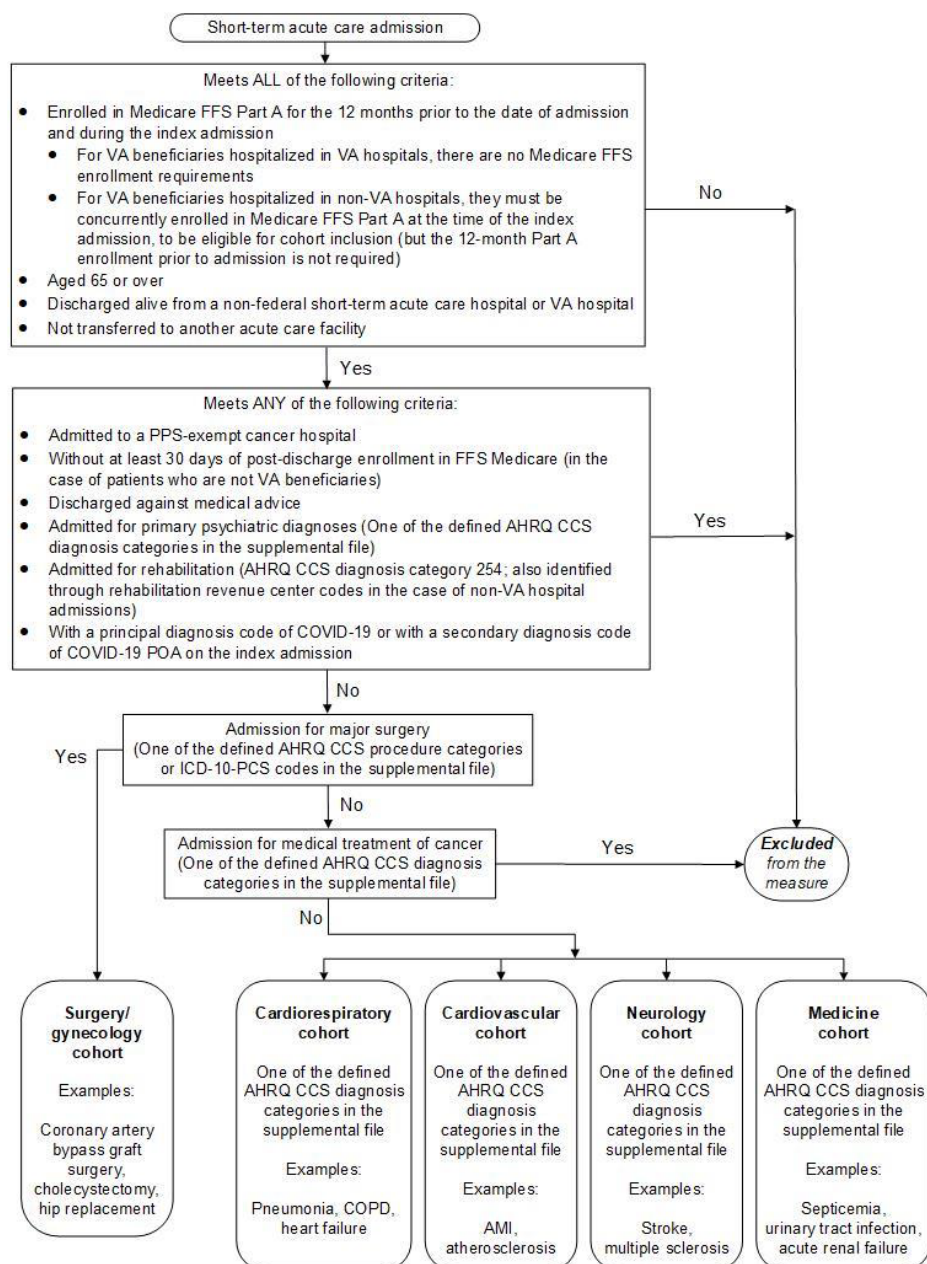 Short-term acute care admission
Meets ALL of the following criteria:
● Enrolled in Medicare FFS Part A for the 12 months prior to the date of admission
and during the index admission
● For VA beneficiaries hospitalized in VA hospitals, there are no Medicare FFS
enrollment requirements
● For VA beneficiaries hospitalized in non-VA hospitals, they must be
concurrently enrolled in Medicare FFS Part A at the time of the index
admission, to be eligible for cohort inclusion (but the 12-month Part A
enrollment prior to admission is not required)
● Aged 65 or over
● Discharged alive from a non-federal short-term acute care hospital or VA hospital
● Not transferred to another acute care facility
No
Yes
Meets ANY of the following criteria:
● Admitted to a PPS-exempt cancer hospital
● Without at least 30 days of post-discharge enrollment in FFS Medicare (in the
case of patients who are not VA beneficiaries)
● Discharged against medical advice
● Admitted for primary psychiatric diagnoses (One of the defined AHRQ CCS
diagnosis categories in the supplemental file)
● Admitted for rehabilitation (AHRQ CCS diagnosis category 254; also identified
through rehabilitation revenue center codes in the case of non-VA hospital
admissions)
● With a principal diagnosis code of COVID-19 or with a secondary diagnosis code
of COVID-19 POA on the index admission
Yes
No
Admission for major surgery
(One of the defined AHRQ CCS procedure categories
or ICD-10-PCS codes in the supplemental file)
Yes
No
Admission for medical treatment of cancer
(One of the defined AHRQ CCS diagnosis
categories in the supplemental file)
Yes
Excluded
from the
measure
No
Surgery/
gynecology
cohort
Examples:
Coronary artery
bypass graft
surgery,
cholecystectomy,
hip replacement
Cardiorespiratory
cohort
One of the defined
AHRQ CCS diagnosis
categories in the
supplemental file
Examples:
Pneumonia, COPD,
heart failure
Cardiovascular
cohort
One of the defined
AHRQ CCS
diagnosis
categories in the
supplemental file
Examples:
AMI,
atherosclerosis
Neurology
cohort
One of the defined
AHRQ CCS
diagnosis
categories in the
supplemental file
Examples:
Stroke,
multiple sclerosis
Medicine
cohort
One of the defined
AHRQ CCS diagnosis
categories in the
supplemental file
Examples:
Septicemia,
urinary tract infection,
acute renal failure